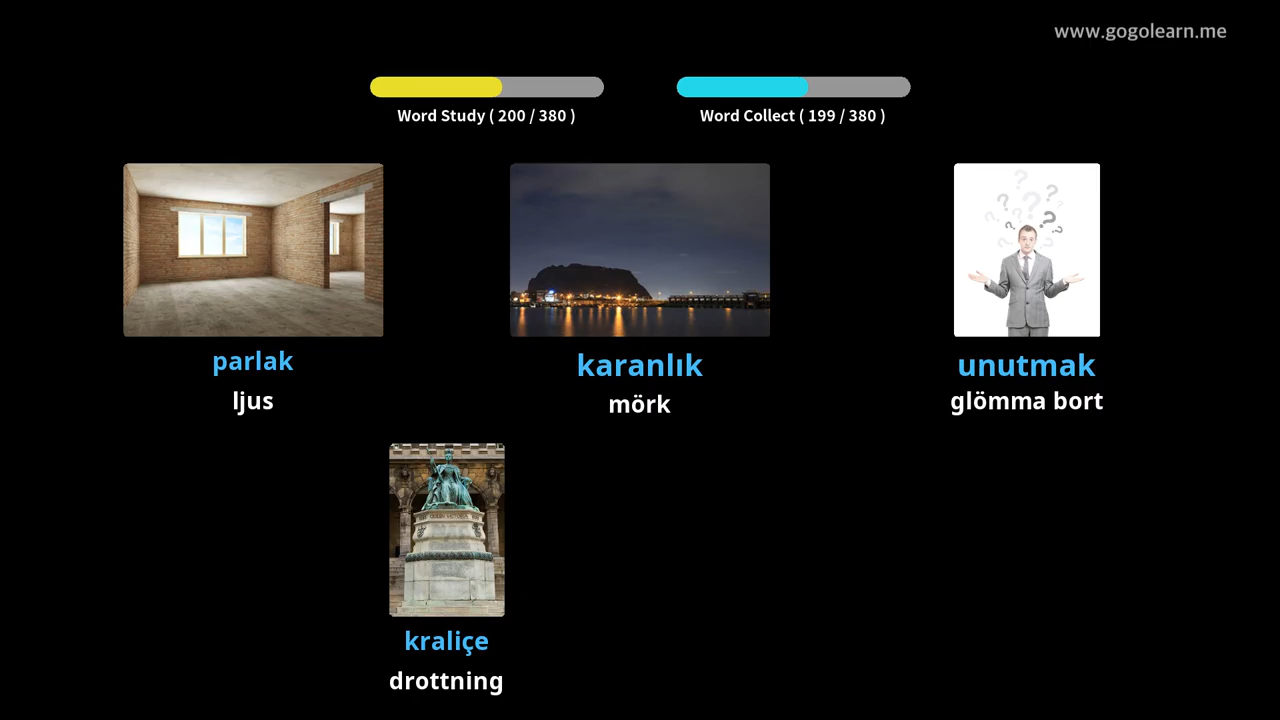 www.gogolearn.me
Word Study ( 200 / 380 )
Word Collect ( 199 / 380 )
parlak
ljus
karanlık
mörk
unutmak
glömma bort
kraliçe
drottning